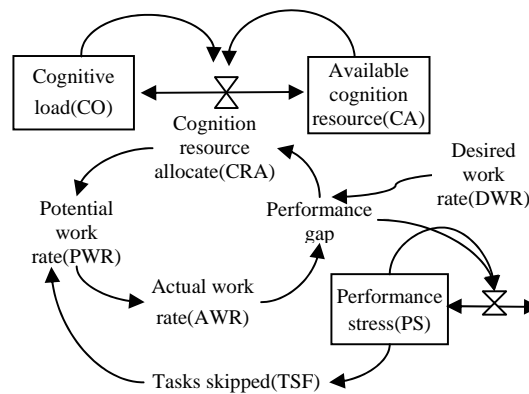 Cognitive
load(CO)
Available
cognition
resource(CA)
Cognition
resource
allocate(CRA)
Desired
work
rate(DWR)
Potential
work
rate(PWR)
Performance
gap
Actual work
rate(AWR)
Performance
stress(PS)
Tasks skipped(TSF)